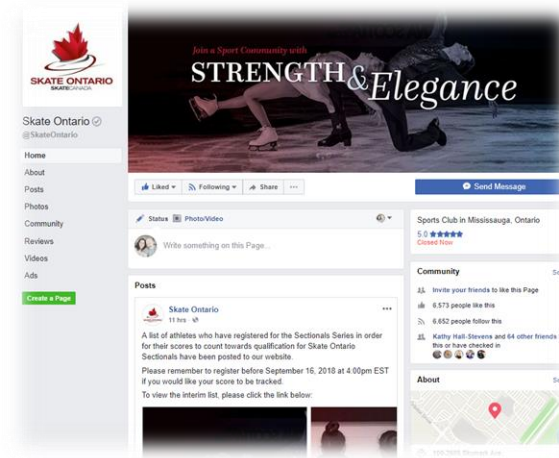 SKATE ONTARIO
SKATECANADA
Join a Sport Community with
STRENGTH & Elegance
Skate Ontario
@SkateOntario
Home
About
Posts
Photos
Community
Reviews
Videos
Ads
Create a Page
Liked
Following
Share
Send Message
Status
Photo/Video
Write something on this Page...
Posts
Skate Ontario
11 hrs
A list of athletes who have registered for the Sectionals Series in order
for their scores to count towards qualification for Skate Ontario
Sectionals have been posted to our website.
Please remember to register before September 16, 2018 at 4:00pm EST
if you would like your score to be tracked.
To view the interim list, please click the link below:
Sports Club in Mississauga, Ontario
5.0
Closed Now
Community
Invite your friends to like this Page
6,573 people like this
6,652 people follow this
Kathy Hall-Stevens and 64 other friends
this or have checked in
About